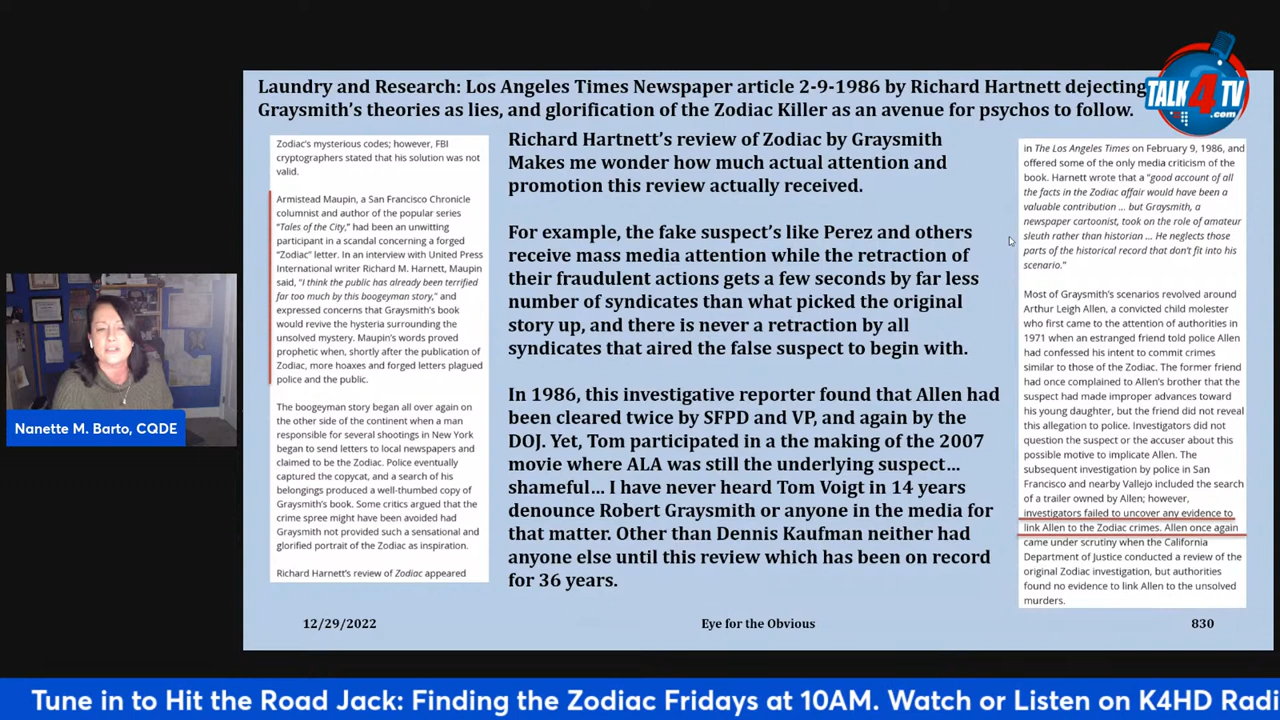 Laundry and Research: Los Angeles Times Newspaper article 2-9-1986 by Richard Hartnett dejecting
Graysmith's theories as lies, and glorification of the Zodiac Killer as an avenue for psychos to follow.
TALK4TV
.com
Zodiac's mysterious codes; however, FBI
cryptographers stated that his solution was not
valid.
Armistead Maupin, a San Francisco Chronicle
columnist and author of the popular series
"Tales of the City," had been an unwitting
participant in a scandal concerning a forged
"Zodiac" letter. In an interview with United Press
International writer Richard M. Harnett, Maupin
said, "I think the public has already been terrified
far too much by this boogeyman story," and
expressed concerns that Graysmith's book
would revive the hysteria surrounding the
unsolved mystery. Maupin's words proved
prophetic when, shortly after the publication of
Zodiac, more hoaxes and forged letters plagued
police and the public.
The boogeyman story began all over again on
the other side of the continent when a man
responsible for several shootings in New York
began to send letters to local newspapers and
claimed to be the Zodiac. Police eventually
captured the copycat, and a search of his
belongings produced a well-thumbed copy of
Graysmith's book. Some critics argued that the
crime spree might have been avoided had
Graysmith not provided such a sensational and
glorified portrait of the Zodiac as inspiration.
Richard Harnett's review of Zodiac appeared
Richard Hartnett's review of Zodiac by Graysmith
Makes me wonder how much actual attention and
promotion this review actually received.
For example, the fake suspect's like Perez and others
receive mass media attention while the retraction of
their fraudulent actions gets a few seconds by far less
number of syndicates than what picked the original
story up, and there is never a retraction by all
syndicates that aired the false suspect to begin with.
In 1986, this investigative reporter found that Allen had
been cleared twice by SFPD and VP, and again by the
DOJ. Yet, Tom participated in a the making of the 2007
movie where ALA was still the underlying suspect...
shameful... I have never heard Tom Voigt in 14 years
denounce Robert Graysmith or anyone in the media for
that matter. Other than Dennis Kaufman neither had
anyone else until this review which has been on record
for 36 years.
in The Los Angeles Times on February 9, 1986, and
offered some of the only media criticism of the
book. Harnett wrote that a "good account of all
the facts in the Zodiac affair would have been a
valuable contribution ... but Graysmith, a
newspaper cartoonist, took on the role of amateur
sleuth rather than historian ... He neglects those
parts of the historical record that don't fit into his
scenario."
Most of Graysmith's scenarios revolved around
Arthur Leigh Allen, a convicted child molester
who first came to the attention of authorities in
1971 when an estranged friend told police Allen
had confessed his intent to commit crimes
similar to those of the Zodiac. The former friend
had once complained to Allen's brother that the
suspect had made improper advances toward
his young daughter, but the friend did not reveal
this allegation to police. Investigators did not
question the suspect or the accuser about this
possible motive to implicate Allen. The
subsequent investigation by police in San
Francisco and nearby Vallejo included the search
of a trailer owned by Allen; however,
investigators failed to uncover any evidence to
link Allen to the Zodiac crimes. Allen once again
came under scrutiny when the California
Department of Justice conducted a review of the
original Zodiac investigation, but authorities
found no evidence to link Allen to the unsolved
murders.
Nanette M. Barto, CQDE
12/29/2022
Eye for the Obvious
830
Tune in to Hit the Road Jack: Finding the Zodiac Fridays at 10AM. Watch or Listen on K4HD Radi